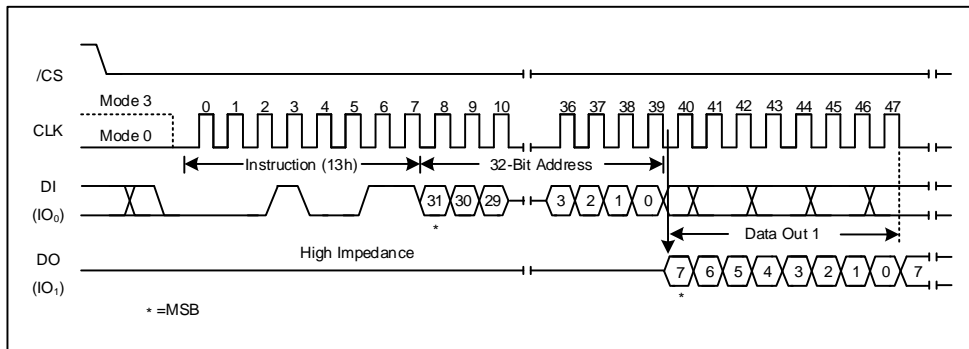 /CS
Mode 3
0 1 2 3 4 5 6 7 8 9 10 36 37 38 39 40 41 42 43 44 45 46 47
CLK
Mode 0
Instruction (13h) 32-Bit Address
DI
(IO₀)
31 30 29 3 2 1 0
High Impedance Data Out 1
DO
(IO₁)
7 6 5 4 3 2 1 0 7
* *
* =MSB